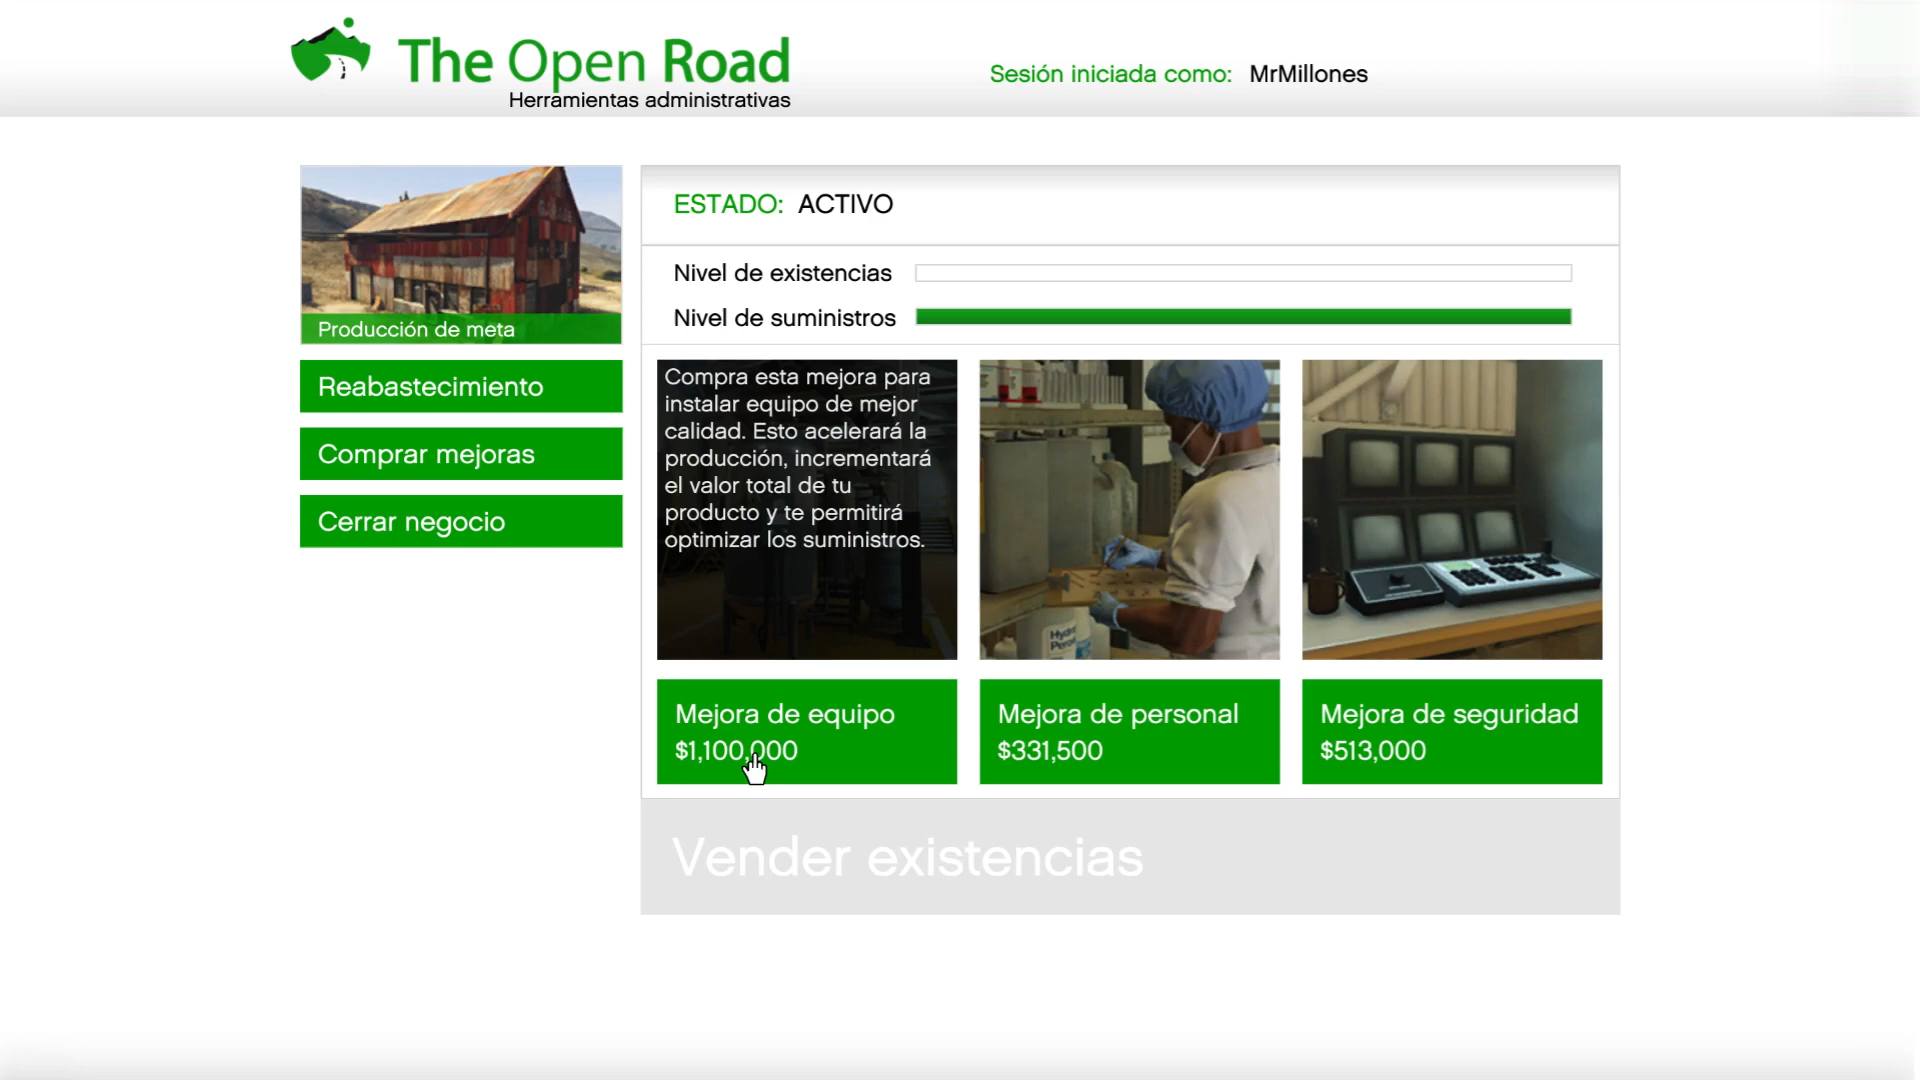 The Open Road
Herramientas administrativas
Sesión iniciada como: MrMillones
Producción de meta
Reabastecimiento
Comprar mejoras
Cerrar negocio
ESTADO: ACTIVO
Nivel de existencias
Nivel de suministros
Compra esta mejora para
instalar equipo de mejor
calidad. Esto acelerará la
producción, incrementará
el valor total de tu
producto y te permitirá
optimizar los suministros.
Mejora de equipo
$1,100,000
Mejora de personal
$331,500
Mejora de seguridad
$513,000
Vender existencias